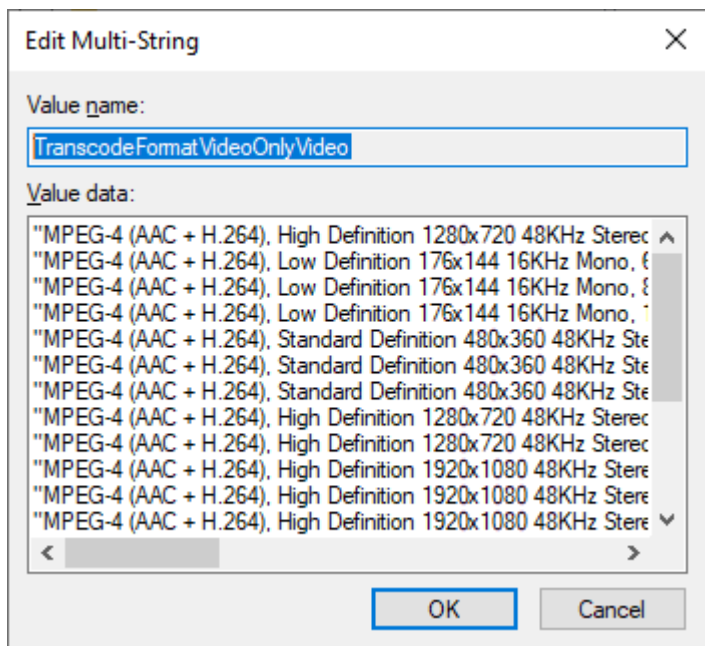 Edit Multi-String
Value name:
TranscodeFormatVideoOnlyVideo
Value data:
"MPEG-4 (AAC + H.264), High Definition 1280x720 48KHz
"MPEG-4 (AAC + H.264), Low Definition 176x144 16KHz Mono,
"MPEG-4 (AAC + H.264), Low Definition 176x144 16KHz Mono,
"MPEG-4 (AAC + H.264), Low Definition 176x144 16KHz Mono,
"MPEG-4 (AAC + H.264), Standard Definition 480x360 48KHz Ste
"MPEG-4 (AAC + H.264), Standard Definition 480x360 48KHz Ste
"MPEG-4 (AAC + H.264), Standard Definition 480x360 48KHz Ste
"MPEG-4 (AAC + H.264), High Definition 1280x720 48KHz
"MPEG-4 (AAC + H.264), High Definition 1280x720 48KHz
"MPEG-4 (AAC + H.264), High Definition 1920x1080 48KHz Stere
"MPEG-4 (AAC + H.264), High Definition 1920x1080 48KHz Stere
"MPEG-4 (AAC + H.264), High Definition 1920x1080 48KHz Stere
OK
Cancel